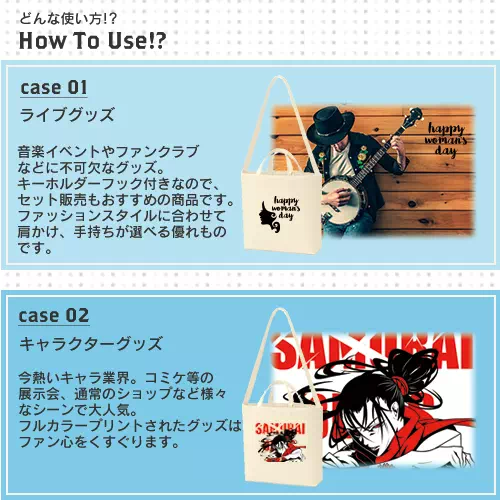 どんな使い方!?
How To Use!?
case 01
ライブグッズ
音楽イベントやファンクラブ
などに不可欠なグッズ。
キーホルダーフック付きなので、
セット販売もおすすめの商品です。
ファッションスタイルに合わせて
肩かけ、手持ちが選べる優れもの
です。
happy
woman's
day
happy
woman's
day
case 02
キャラクターグッズ
今熱いキャラ業界。コミケ等の
展示会、通常のショップなど様々
なシーンで大人気。
フルカラープリントされたグッズは
ファン心をくすぐります。
SAMURAI
SAMURAI